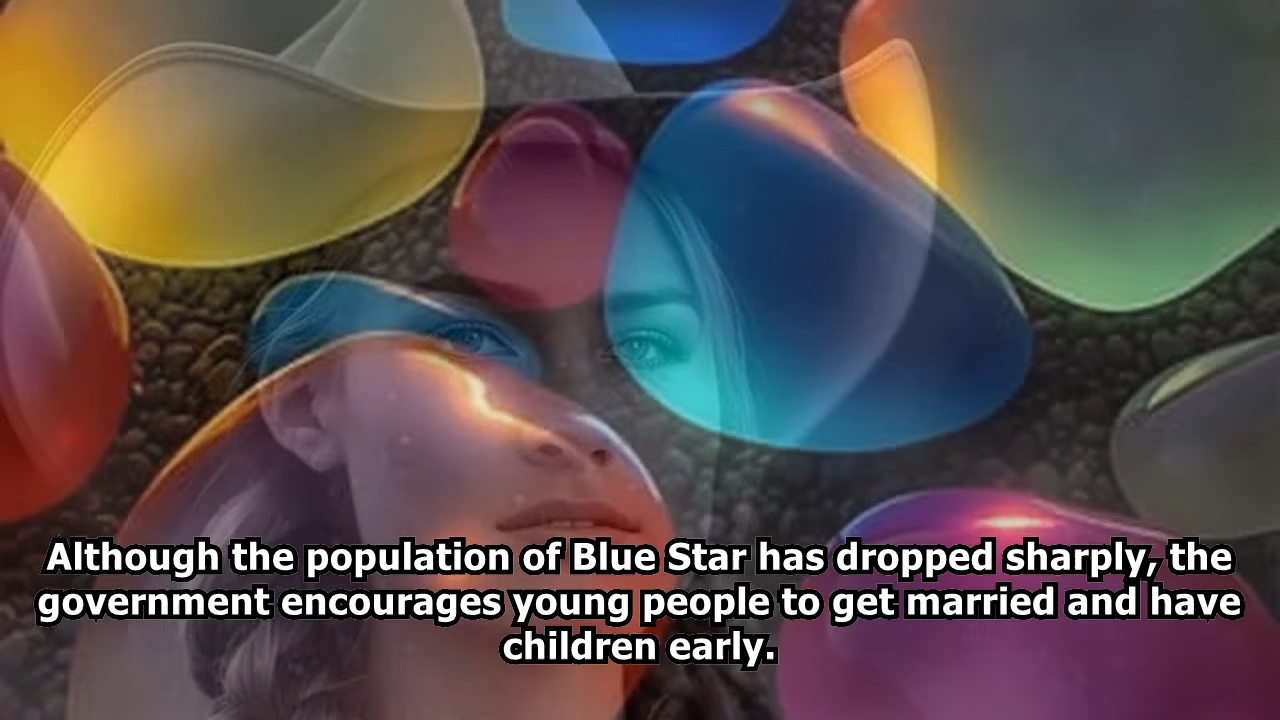 Although the population of Blue Star has dropped sharply, the
government encourages young people to get married and have
children early.